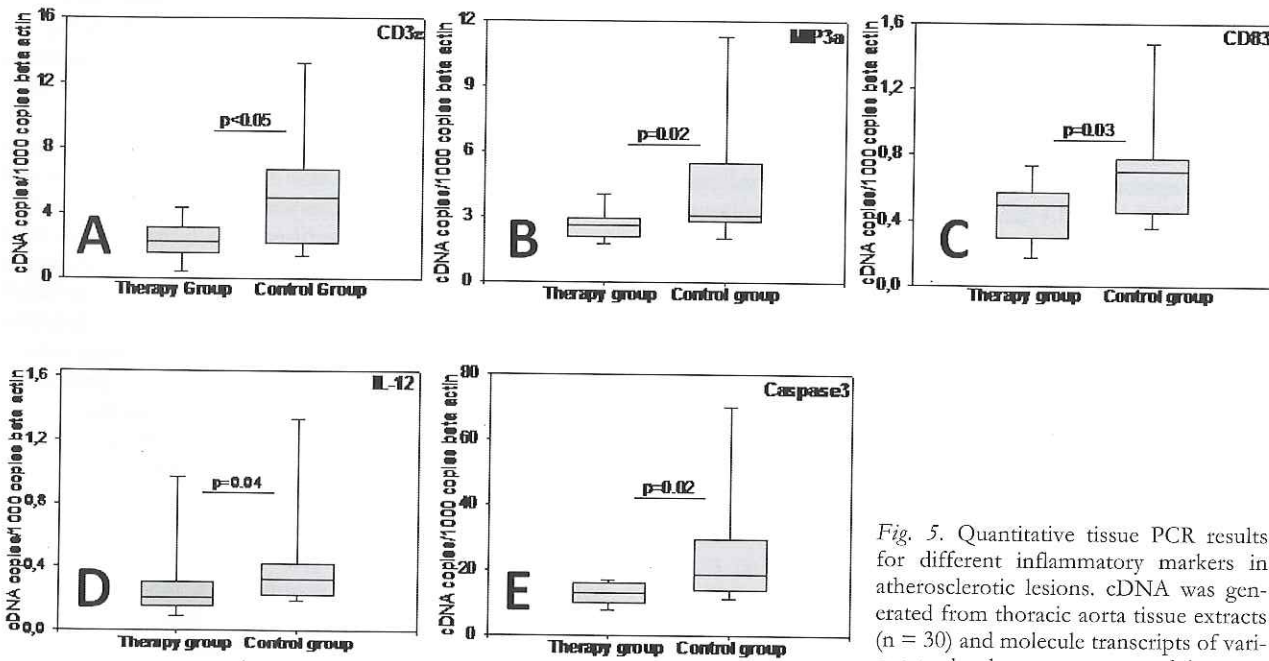 16
12
8
4
0
cDNA copies/1000 copies beta actin
CD3z
p<0.05
A
Therapy Group Control Group
12
9
6
3
0
cDNA copies/1000 copies beta actin
MIP3a
p=0.02
B
Therapy group Control group
1,6
1,2
0,8
0,4
0,0
cDNA copies/1000 copies beta actin
CD83
p=0.03
C
Therapy group Control group
1,6
1,2
0,8
0,4
0,0
cDNA copies/1000 copies beta actin
IL-12
p=0.04
D
Therapy group Control group
80
60
40
20
0
cDNA copies/1000 copies beta actin
Caspase3
p=0.02
E
Therapy group Control group
Fig. 5. Quantitative tissue PCR results
for different inflammatory markers in
atherosclerotic lesions. cDNA was gen-
erated from thoracic aorta tissue extracts
(n = 30) and molecule transcripts of vari-